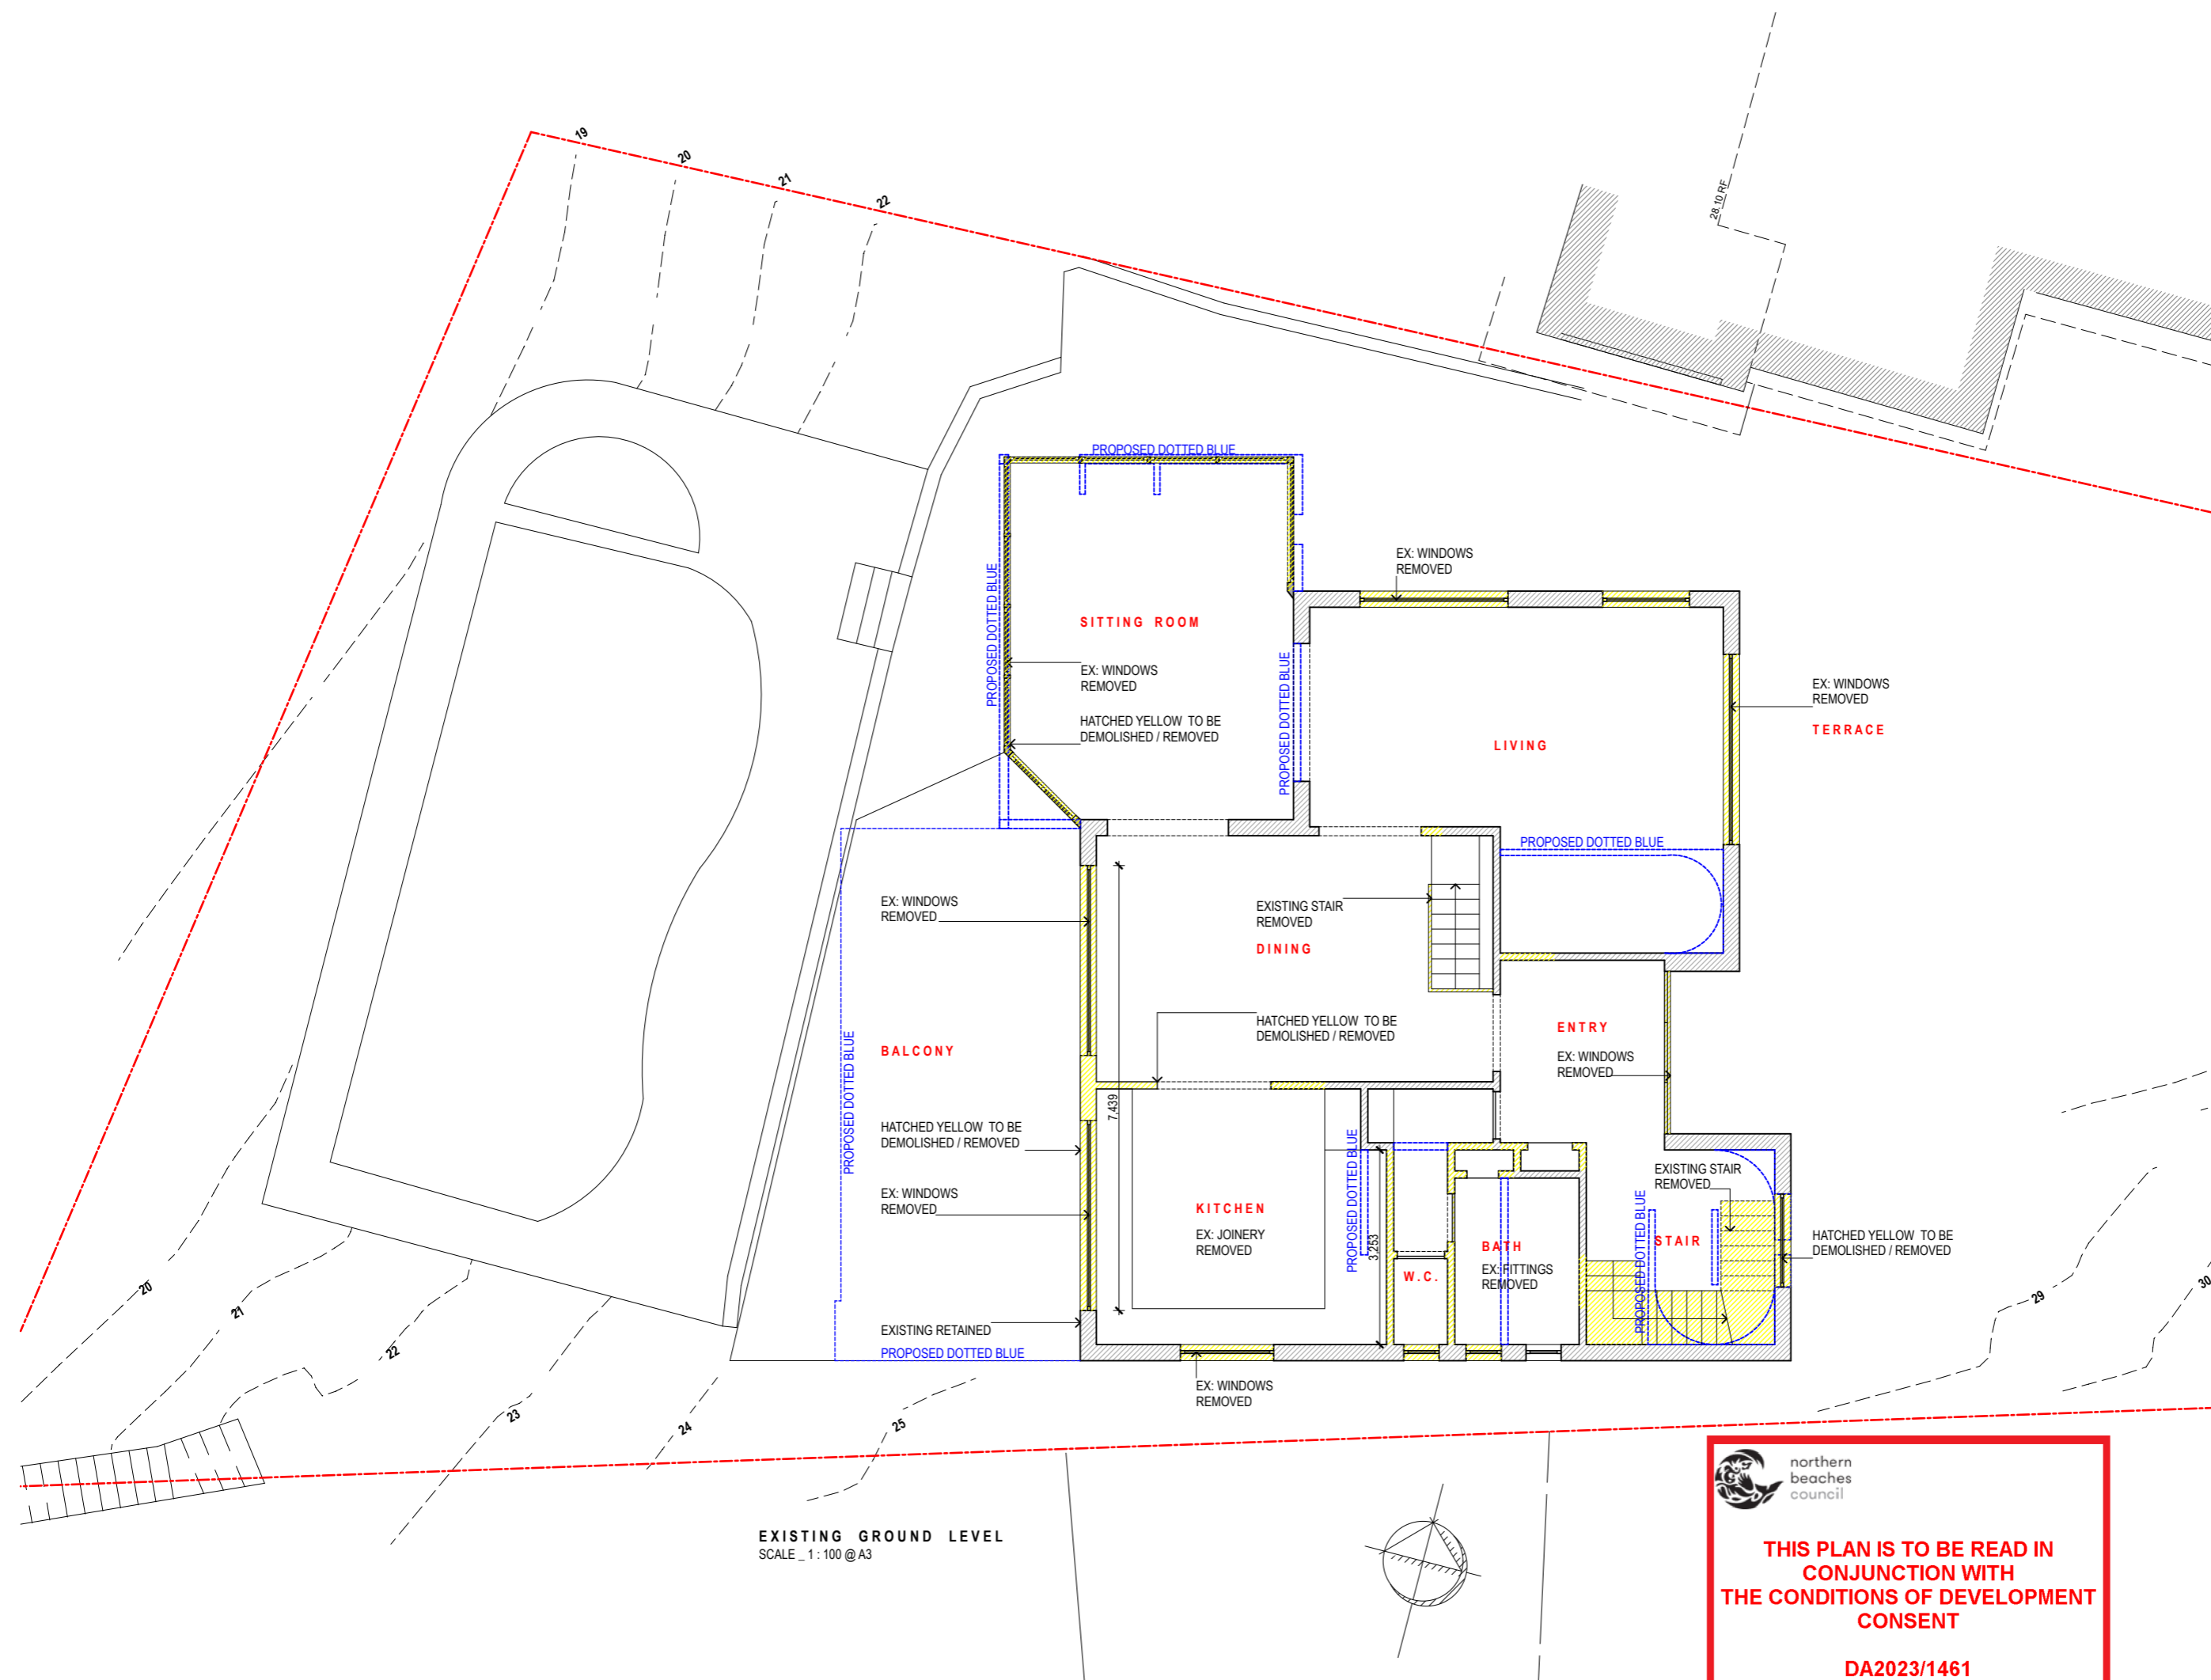 19
20
21
22
28.10 RF
PROPOSED DOTTED BLUE
PROPOSED DOTTED BLUE
EX: WINDOWS
REMOVED
SITTING ROOM
EX: WINDOWS
REMOVED
HATCHED YELLOW TO BE
DEMOLISHED / REMOVED
PROPOSED DOTTED BLUE
LIVING
EX: WINDOWS
REMOVED
TERRACE
PROPOSED DOTTED BLUE
EX: WINDOWS
REMOVED
EXISTING STAIR
REMOVED
DINING
HATCHED YELLOW TO BE
DEMOLISHED / REMOVED
ENTRY
EX: WINDOWS
REMOVED
BALCONY
PROPOSED DOTTED BLUE
7,439
HATCHED YELLOW TO BE
DEMOLISHED / REMOVED
EX: WINDOWS
REMOVED
KITCHEN
EX: JOINERY
REMOVED
PROPOSED DOTTED BLUE
3,253
W.C.
BATH
EX: FITTINGS
REMOVED
EXISTING STAIR
REMOVED
PROPOSED DOTTED BLUE
STAIR
HATCHED YELLOW TO BE
DEMOLISHED / REMOVED
EXISTING RETAINED
PROPOSED DOTTED BLUE
EX: WINDOWS
REMOVED
20
21
22
23
24
25
29
30
EXISTING GROUND LEVEL
SCALE _ 1 : 100 @ A3
northern
beaches
council
THIS PLAN IS TO BE READ IN
CONJUNCTION WITH
THE CONDITIONS OF DEVELOPMENT
CONSENT
DA2023/1461